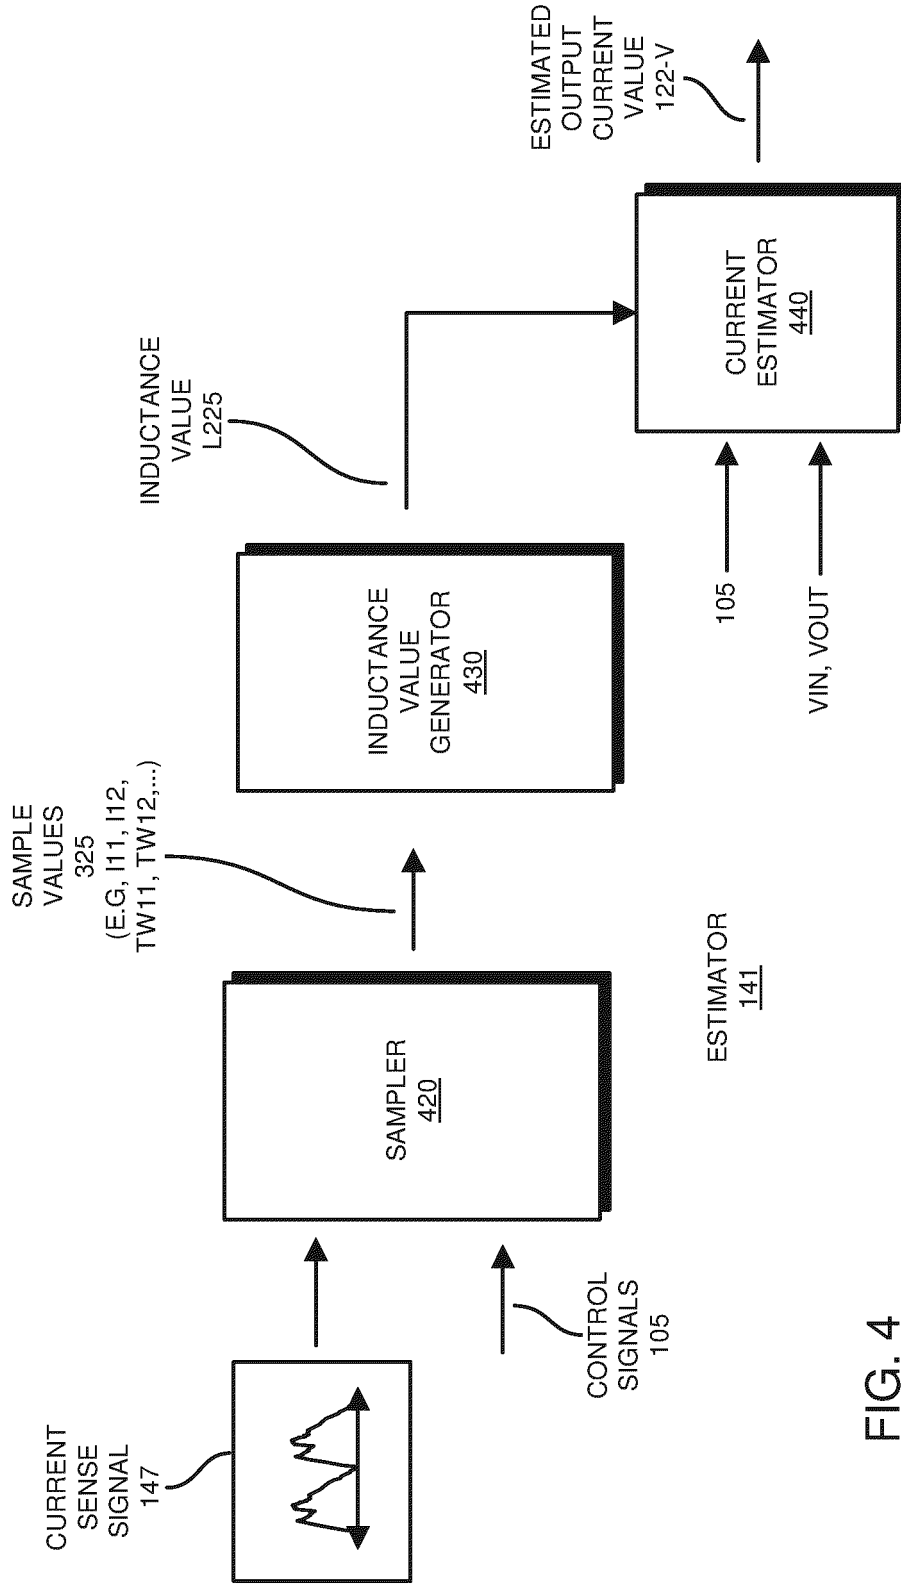 CURRENT
SENSE
SIGNAL
147
CONTROL
SIGNALS
105
SAMPLER
420
SAMPLE
VALUES
325
(E.G, I11, I12,
TW11, TW12,...)
INDUCTANCE
VALUE
GENERATOR
430
INDUCTANCE
VALUE
L225
105
VIN, VOUT
CURRENT
ESTIMATOR
440
ESTIMATED
OUTPUT
CURRENT
VALUE
122-V
ESTIMATOR
141
FIG. 4